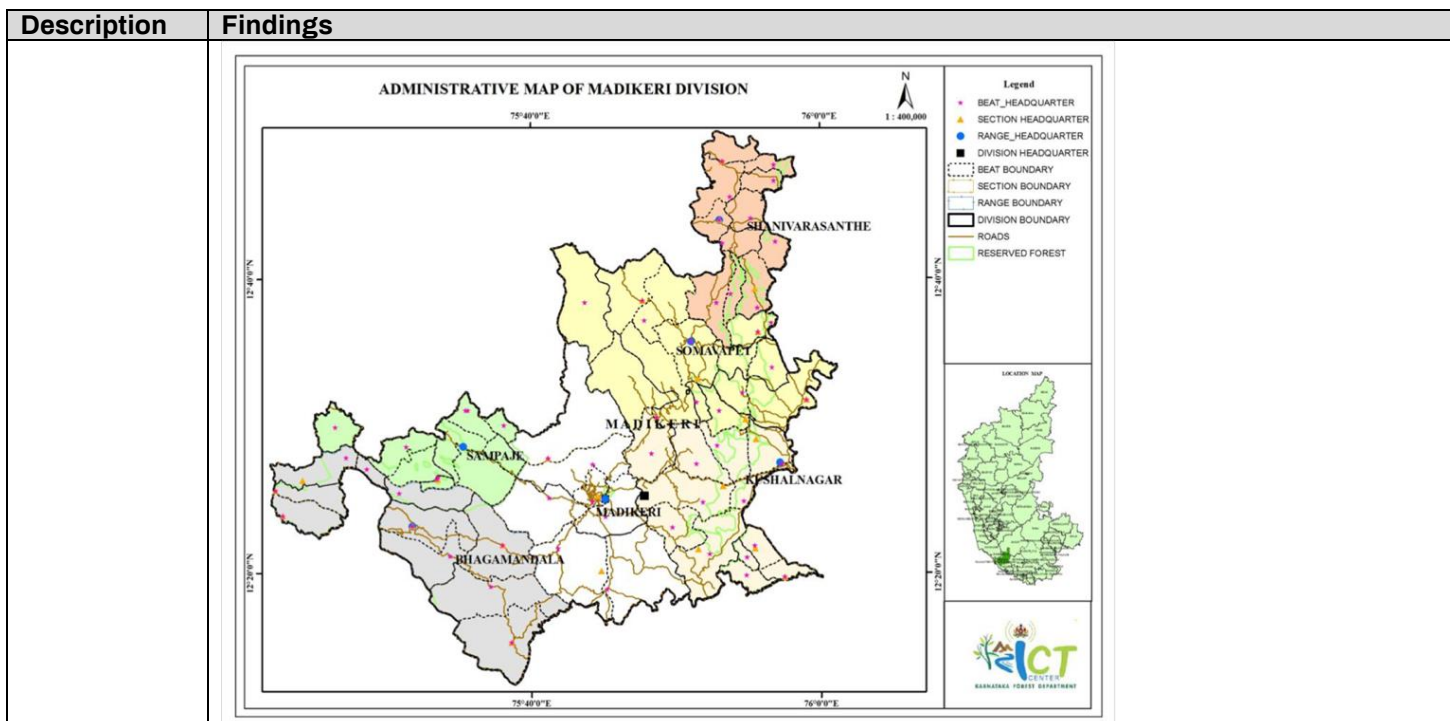 Description Findings
ADMINISTRATIVE MAP OF MADIKERI DIVISION
N
1 : 400,000
75°40'0"E 76°0'0"E
Legend
BEAT_HEADQUARTER
SECTION HEADQUARTER
RANGE_HEADQUARTER
DIVISION HEADQUARTER
BEAT BOUNDARY
SECTION BOUNDARY
RANGE BOUNDARY
DIVISION BOUNDARY
ROADS
RESERVED FOREST
SHANIVARASANTHE
12°40'0"N 12°40'0"N
SOMAVAPET
MADIKERI
SAMPAJE
KUSHALNAGAR
MADIKERI
BHAGAMANDALA
12°20'0"N 12°20'0"N
75°40'0"E 76°0'0"E
LOCATION MAP
ICT
CENTER
KARNATAKA FOREST DEPARTMENT